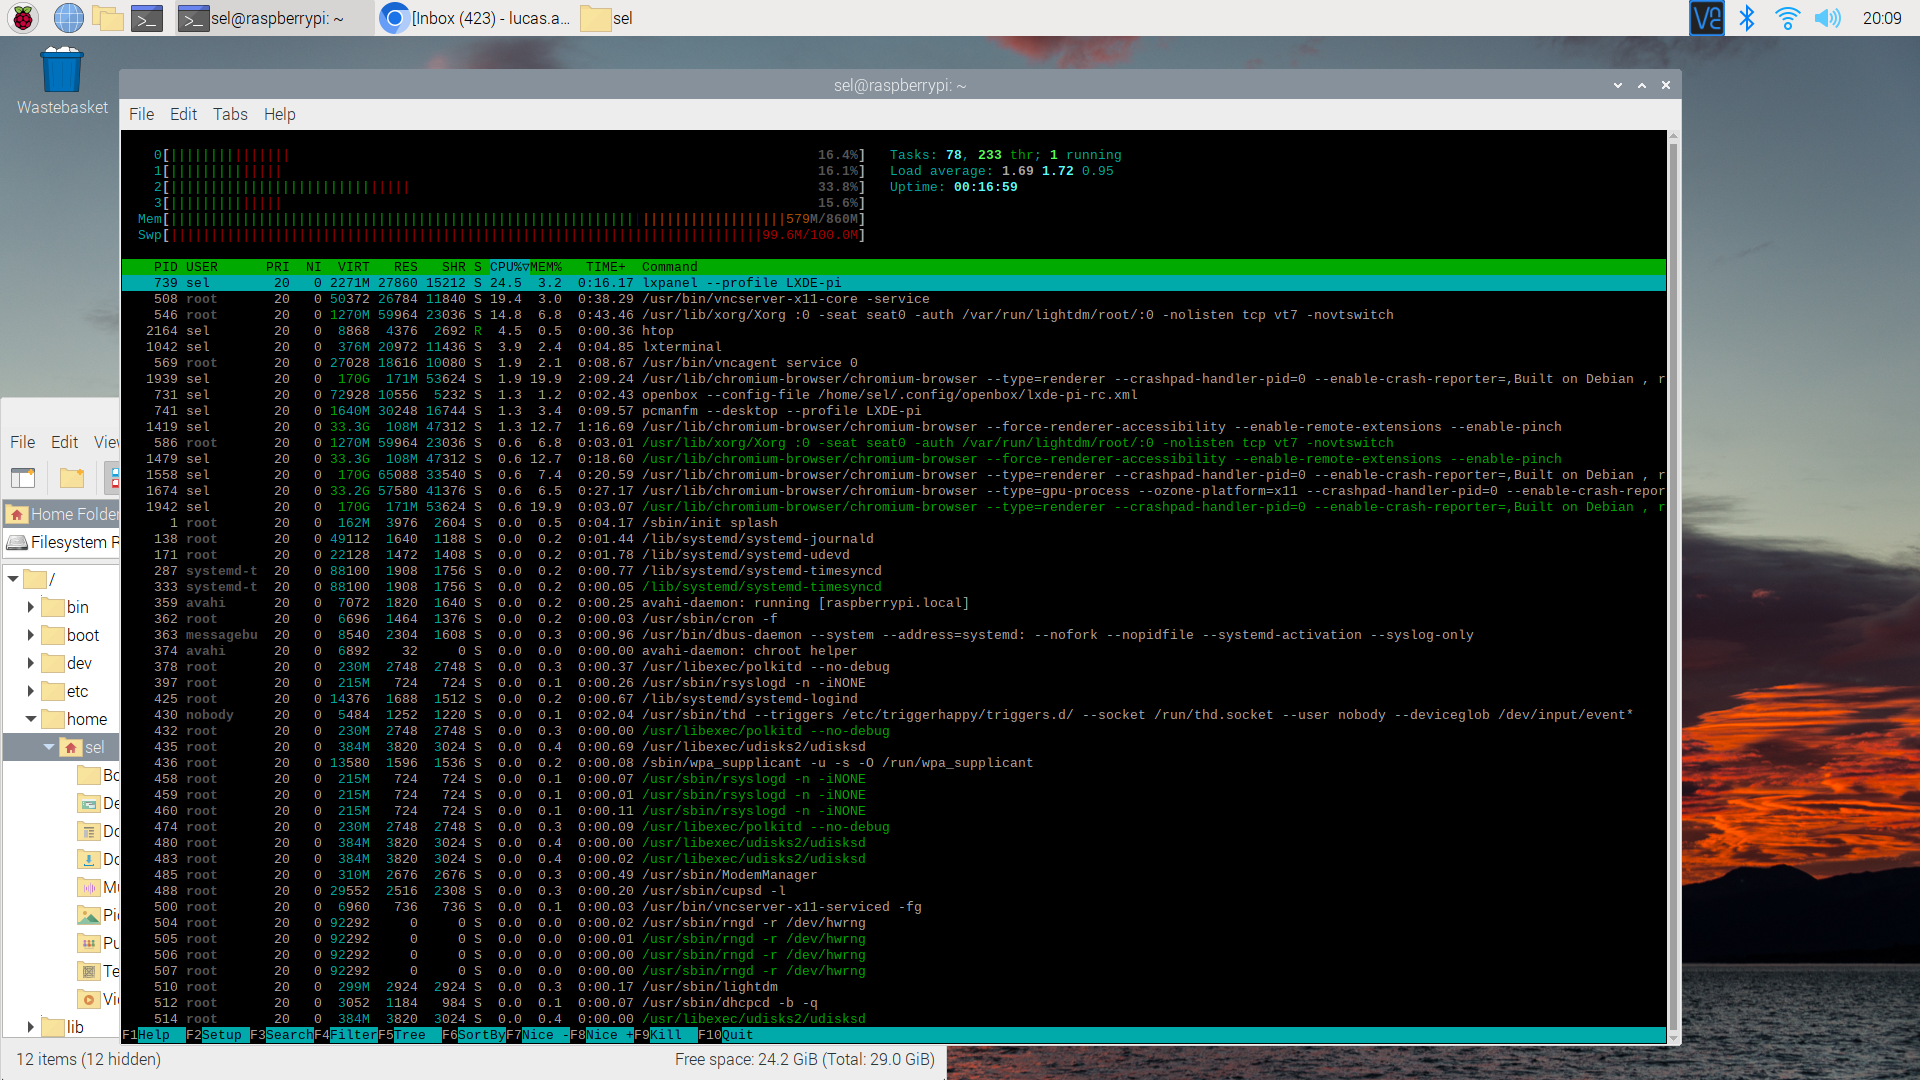 sel@raspberrypi: ~
[Inbox (423) - lucas.a...
sel
20:09
Wastebasket
sel@raspberrypi: ~
File Edit Tabs Help
0[||||||||||||||| 16.4%] Tasks: 78, 233 thr; 1 running
1[|||||||||||||| 16.1%] Load average: 1.69 1.72 0.95
2[|||||||||||||||||||||||||||||| 33.8%] Uptime: 00:16:59
3[|||||||||||||| 15.6%]
Mem[||||||||||||||||||||||||||||||||||||||||||||||||||||||||||||||||||||||||||||579M/860M]
Swp[||||||||||||||||||||||||||||||||||||||||||||||||||||||||||||||||||||||||||99.6M/100.0M]
PID USER PRI NI VIRT RES SHR S CPU%▽MEM% TIME+ Command
739 sel 20 0 2271M 27860 15212 S 24.5 3.2 0:16.17 lxpanel --profile LXDE-pi
508 root 20 0 50372 26784 11840 S 19.4 3.0 0:38.29 /usr/bin/vncserver-x11-core -service
546 root 20 0 1270M 59964 23036 S 14.8 6.8 0:43.46 /usr/lib/xorg/Xorg :0 -seat seat0 -auth /var/run/lightdm/root/:0 -nolisten tcp vt7 -novtswitch
2164 sel 20 0 8868 4376 2692 R 4.5 0.5 0:00.36 htop
1042 sel 20 0 376M 20972 11436 S 3.9 2.4 0:04.85 lxterminal
569 root 20 0 27028 18616 10080 S 1.9 2.1 0:08.67 /usr/bin/vncagent service 0
1939 sel 20 0 170G 171M 53624 S 1.9 19.9 2:09.24 /usr/lib/chromium-browser/chromium-browser --type=renderer --crashpad-handler-pid=0 --enable-crash-reporter=,Built on Debian , r
731 sel 20 0 72928 10556 5232 S 1.3 1.2 0:02.43 openbox --config-file /home/sel/.config/openbox/lxde-pi-rc.xml
741 sel 20 0 1640M 30248 16744 S 1.3 3.4 0:09.57 pcmanfm --desktop --profile LXDE-pi
1419 sel 20 0 33.3G 108M 47312 S 1.3 12.7 1:16.69 /usr/lib/chromium-browser/chromium-browser --force-renderer-accessibility --enable-remote-extensions --enable-pinch
586 root 20 0 1270M 59964 23036 S 0.6 6.8 0:03.01 /usr/lib/xorg/Xorg :0 -seat seat0 -auth /var/run/lightdm/root/:0 -nolisten tcp vt7 -novtswitch
1479 sel 20 0 33.3G 108M 47312 S 0.6 12.7 0:18.60 /usr/lib/chromium-browser/chromium-browser --force-renderer-accessibility --enable-remote-extensions --enable-pinch
1558 sel 20 0 170G 65088 33540 S 0.6 7.4 0:20.59 /usr/lib/chromium-browser/chromium-browser --type=renderer --crashpad-handler-pid=0 --enable-crash-reporter=,Built on Debian , r
1674 sel 20 0 33.2G 57580 41376 S 0.6 6.5 0:27.17 /usr/lib/chromium-browser/chromium-browser --type=gpu-process --ozone-platform=x11 --crashpad-handler-pid=0 --enable-crash-repor
1942 sel 20 0 170G 171M 53624 S 0.6 19.9 0:03.07 /usr/lib/chromium-browser/chromium-browser --type=renderer --crashpad-handler-pid=0 --enable-crash-reporter=,Built on Debian , r
1 root 20 0 162M 3976 2604 S 0.0 0.5 0:04.17 /sbin/init splash
138 root 20 0 49112 1640 1188 S 0.0 0.2 0:01.44 /lib/systemd/systemd-journald
171 root 20 0 22128 1472 1408 S 0.0 0.2 0:01.78 /lib/systemd/systemd-udevd
287 systemd-t 20 0 88100 1908 1756 S 0.0 0.2 0:00.77 /lib/systemd/systemd-timesyncd
333 systemd-t 20 0 88100 1908 1756 S 0.0 0.2 0:00.05 /lib/systemd/systemd-timesyncd
359 avahi 20 0 7072 1820 1640 S 0.0 0.2 0:00.25 avahi-daemon: running [raspberrypi.local]
362 root 20 0 6696 1464 1376 S 0.0 0.2 0:00.03 /usr/sbin/cron -f
363 messagebu 20 0 8540 2304 1608 S 0.0 0.3 0:00.96 /usr/bin/dbus-daemon --system --address=systemd: --nofork --nopidfile --systemd-activation --syslog-only
374 avahi 20 0 6892 32 0 S 0.0 0.0 0:00.00 avahi-daemon: chroot helper
378 root 20 0 230M 2748 2748 S 0.0 0.3 0:00.37 /usr/libexec/polkitd --no-debug
397 root 20 0 215M 724 724 S 0.0 0.1 0:00.26 /usr/sbin/rsyslogd -n -iNONE
425 root 20 0 14376 1688 1512 S 0.0 0.2 0:00.67 /lib/systemd/systemd-logind
430 nobody 20 0 5484 1252 1220 S 0.0 0.1 0:02.04 /usr/sbin/thd --triggers /etc/triggerhappy/triggers.d/ --socket /run/thd.socket --user nobody --deviceglob /dev/input/event*
432 root 20 0 230M 2748 2748 S 0.0 0.3 0:00.00 /usr/libexec/polkitd --no-debug
435 root 20 0 384M 3820 3024 S 0.0 0.4 0:00.69 /usr/libexec/udisks2/udisksd
436 root 20 0 13580 1596 1536 S 0.0 0.2 0:00.08 /sbin/wpa_supplicant -u -s -O /run/wpa_supplicant
458 root 20 0 215M 724 724 S 0.0 0.1 0:00.07 /usr/sbin/rsyslogd -n -iNONE
459 root 20 0 215M 724 724 S 0.0 0.1 0:00.01 /usr/sbin/rsyslogd -n -iNONE
460 root 20 0 215M 724 724 S 0.0 0.1 0:00.11 /usr/sbin/rsyslogd -n -iNONE
474 root 20 0 230M 2748 2748 S 0.0 0.3 0:00.09 /usr/libexec/polkitd --no-debug
480 root 20 0 384M 3820 3024 S 0.0 0.4 0:00.00 /usr/libexec/udisks2/udisksd
483 root 20 0 384M 3820 3024 S 0.0 0.4 0:00.02 /usr/libexec/udisks2/udisksd
485 root 20 0 310M 2676 2676 S 0.0 0.3 0:00.49 /usr/sbin/ModemManager
488 root 20 0 29552 2516 2308 S 0.0 0.3 0:00.20 /usr/sbin/cupsd -l
500 root 20 0 6960 736 736 S 0.0 0.1 0:00.03 /usr/bin/vncserver-x11-serviced -fg
504 root 20 0 92292 0 0 S 0.0 0.0 0:00.02 /usr/sbin/rngd -r /dev/hwrng
505 root 20 0 92292 0 0 S 0.0 0.0 0:00.01 /usr/sbin/rngd -r /dev/hwrng
506 root 20 0 92292 0 0 S 0.0 0.0 0:00.00 /usr/sbin/rngd -r /dev/hwrng
507 root 20 0 92292 0 0 S 0.0 0.0 0:00.00 /usr/sbin/rngd -r /dev/hwrng
510 root 20 0 299M 2924 2924 S 0.0 0.3 0:00.17 /usr/sbin/lightdm
512 root 20 0 3052 1184 984 S 0.0 0.1 0:00.07 /usr/sbin/dhcpcd -b -q
514 root 20 0 384M 3820 3024 S 0.0 0.4 0:00.00 /usr/libexec/udisks2/udisksd
F1Help F2Setup F3SearchF4FilterF5Tree F6SortByF7Nice -F8Nice +F9Kill F10Quit
File Edit View
Home Folder
Filesystem R
/
bin
boot
dev
etc
home
sel
Bo
De
Do
Do
Mu
Pic
Pu
Te
Vi
lib
12 items (12 hidden)
Free space: 24.2 GiB (Total: 29.0 GiB)